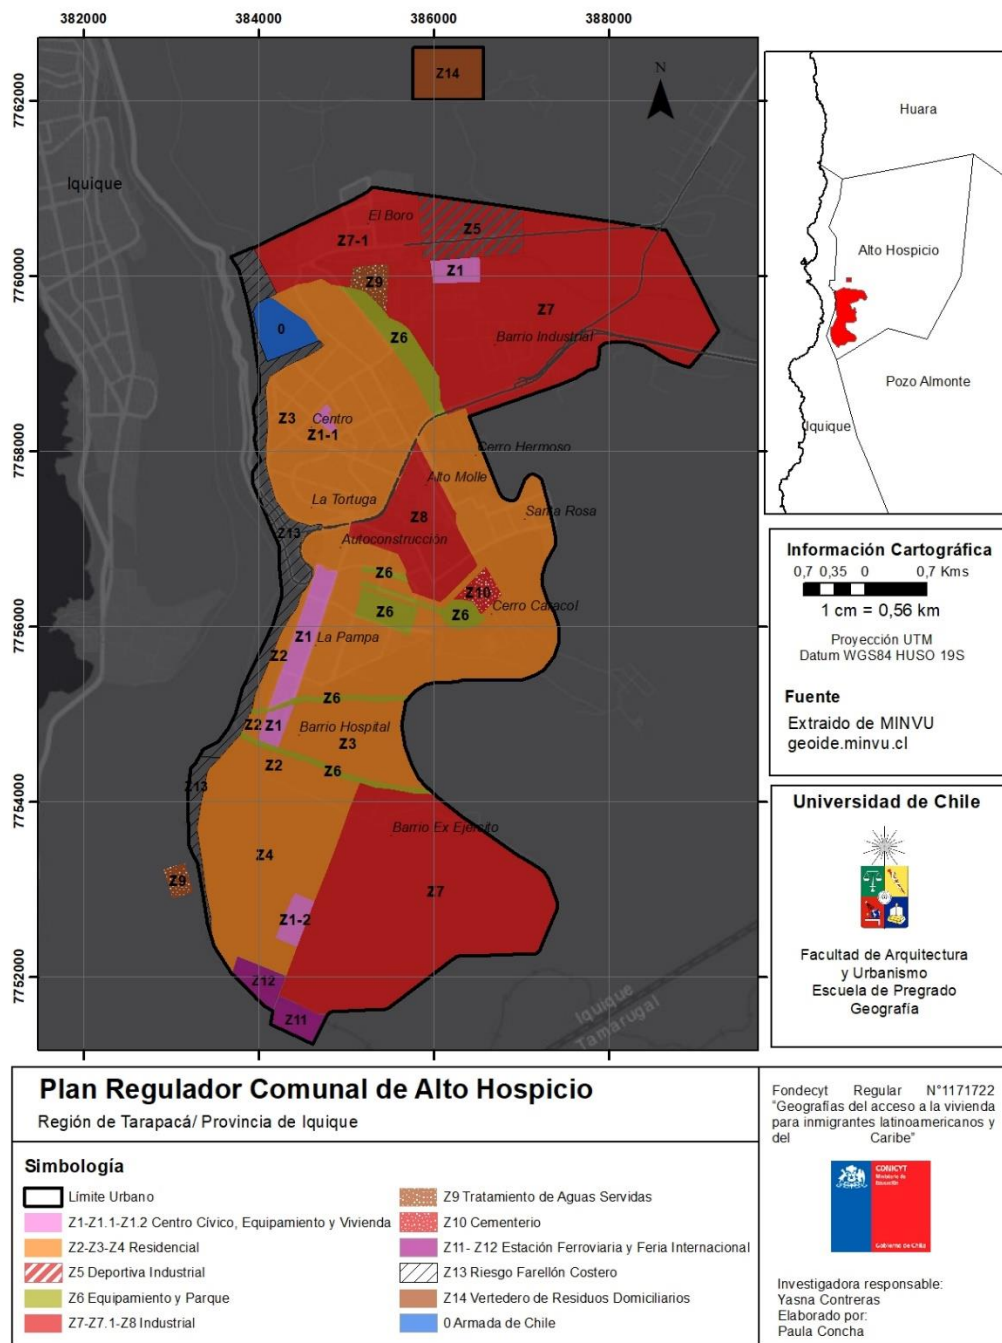 382000 384000 386000 388000
7762000
7760000
7758000
7756000
7754000
7752000
Z14
N
Iquique
El Boro
Z7-1
Z5
Z1
Z9
0
Z6
Z7
Barrio Industrial
Z3
Centro
Z1-1
Cerro Hermoso
Alto Molle
La Tortuga
Z8
Santa Rosa
Z13
Autoconstrucción
Z6
Z10
Z6
Z6
Cerro Caracol
Z1
La Pampa
Z2
Z6
Z2
Z1
Barrio Hospital
Z3
Z2
Z6
Z13
Barrio Ex Ejército
Z4
Z9
Z7
Z1-2
Z12
Z11
Iquique
Tamarugal
Huara
Alto Hospicio
Pozo Almonte
Iquique
Información Cartográfica
0,7 0,35 0 0,7 Kms
1 cm = 0,56 km
Proyección UTM
Datum WGS84 HUSO 19S
Fuente
Extraido de MINVU
geoide.minvu.cl
Universidad de Chile
Facultad de Arquitectura
y Urbanismo
Escuela de Pregrado
Geografía
Plan Regulador Comunal de Alto Hospicio
Región de Tarapacá/ Provincia de Iquique
Simbología
Límite Urbano
Z1-Z1.1-Z1.2 Centro Cívico, Equipamiento y Vivienda
Z2-Z3-Z4 Residencial
Z5 Deportiva Industrial
Z6 Equipamiento y Parque
Z7-Z7.1-Z8 Industrial
Z9 Tratamiento de Aguas Servidas
Z10 Cementerio
Z11- Z12 Estación Ferroviaria y Feria Internacional
Z13 Riesgo Farellón Costero
Z14 Vertedero de Residuos Domiciliarios
0 Armada de Chile
Fondecyt Regular N°1171722
"Geografías del acceso a la vivienda
para inmigrantes latinoamericanos y
del Caribe"
CONICYT
Ministerio de
Educación
Gobierno de Chile
Investigadora responsable:
Yasna Contreras
Elaborado por:
Paula Concha